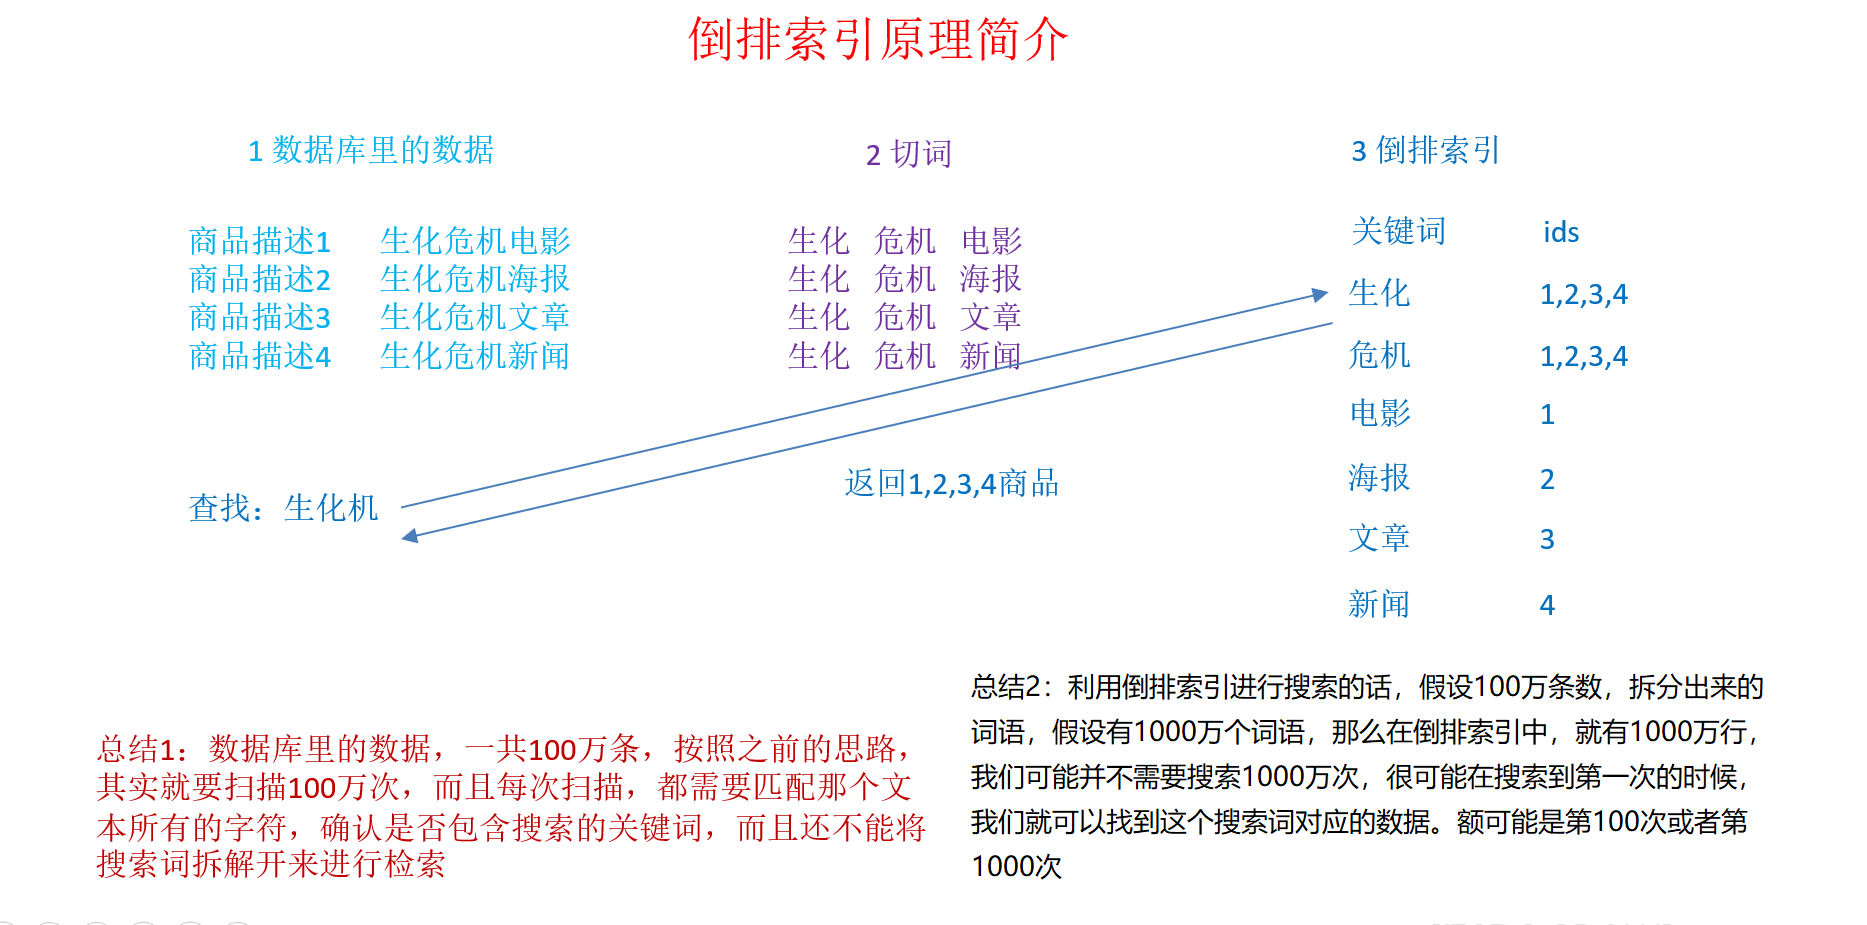 倒排索引原理简介
1 数据库里的数据
商品描述1 生化危机电影
商品描述2 生化危机海报
商品描述3 生化危机文章
商品描述4 生化危机新闻
2 切词
生化 危机 电影
生化 危机 海报
生化 危机 文章
生化 危机 新闻
3 倒排索引
关键词 ids
生化 1,2,3,4
危机 1,2,3,4
电影 1
海报 2
文章 3
新闻 4
查找：生化机
返回1,2,3,4商品
总结1：数据库里的数据，一共100万条，按照之前的思路，
其实就要扫描100万次，而且每次扫描，都需要匹配那个文
本所有的字符，确认是否包含搜索的关键词，而且还不能将
搜索词拆解开来进行检索
总结2：利用倒排索引进行搜索的话，假设100万条数，拆分出来的
词语，假设有1000万个词语，那么在倒排索引中，就有1000万行，
我们可能并不需要搜索1000万次，很可能在搜索到第一次的时候，
我们就可以找到这个搜索词对应的数据。额可能是第100次或者第
1000次